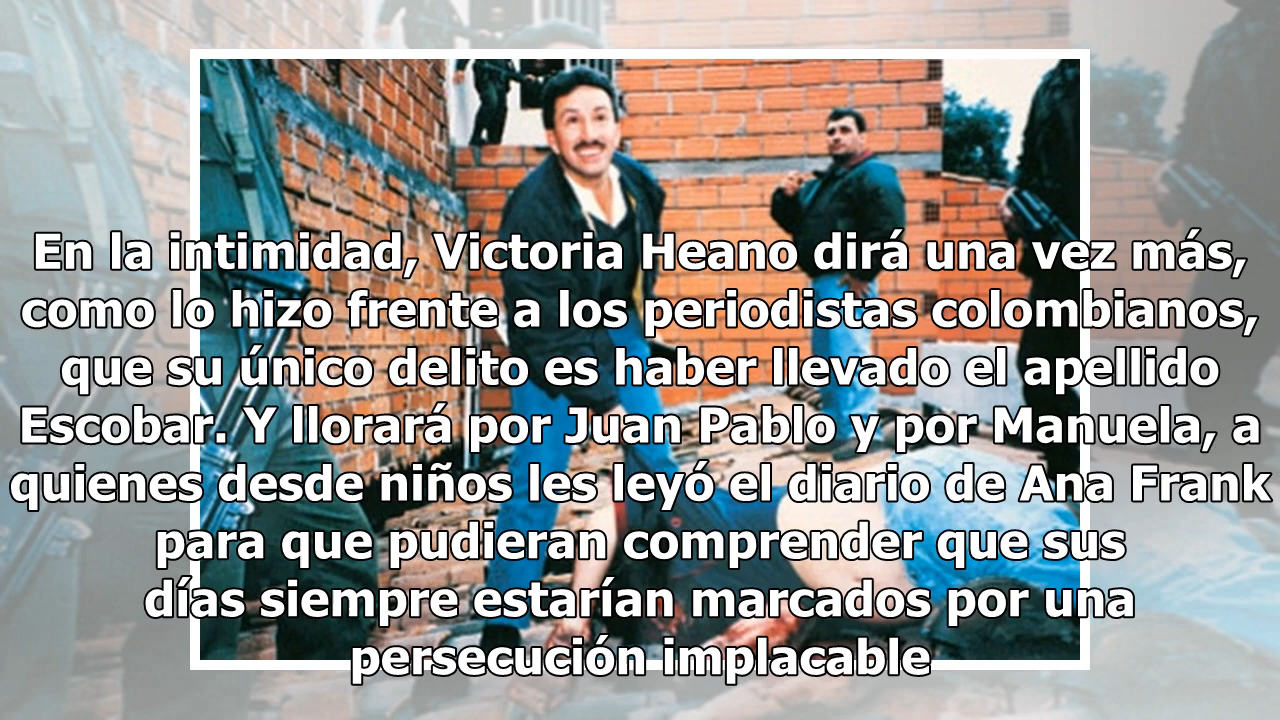 En la intimidad, Victoria Heano dirá una vez más,
como lo hizo frente a los periodistas colombianos,
que su único delito es haber llevado el apellido
Escobar. Y llorará por Juan Pablo y por Manuela, a
quienes desde niños les leyó el diario de Ana Frank
para que pudieran comprender que sus
días siempre estarían marcados por una
persecución implacable